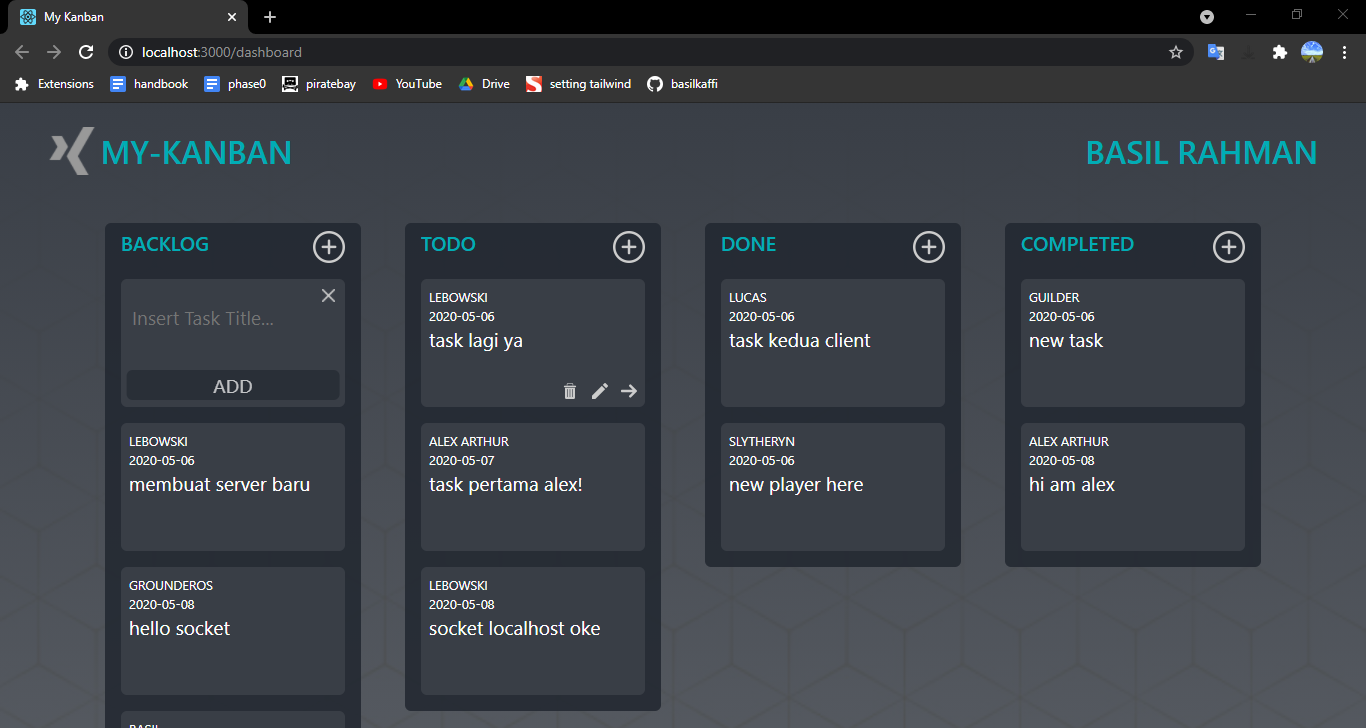 My Kanban
localhost:3000/dashboard
Extensions
handbook
phase0
piratebay
YouTube
Drive
setting tailwind
basilkaffi
MY-KANBAN
BASIL RAHMAN
BACKLOG
Insert Task Title...
ADD
LEBOWSKI
2020-05-06
membuat server baru
GROUNDEROS
2020-05-08
hello socket
BASIL
TODO
LEBOWSKI
2020-05-06
task lagi ya
ALEX ARTHUR
2020-05-07
task pertama alex!
LEBOWSKI
2020-05-08
socket localhost oke
DONE
LUCAS
2020-05-06
task kedua client
SLYTHERYN
2020-05-06
new player here
COMPLETED
GUILDER
2020-05-06
new task
ALEX ARTHUR
2020-05-08
hi am alex